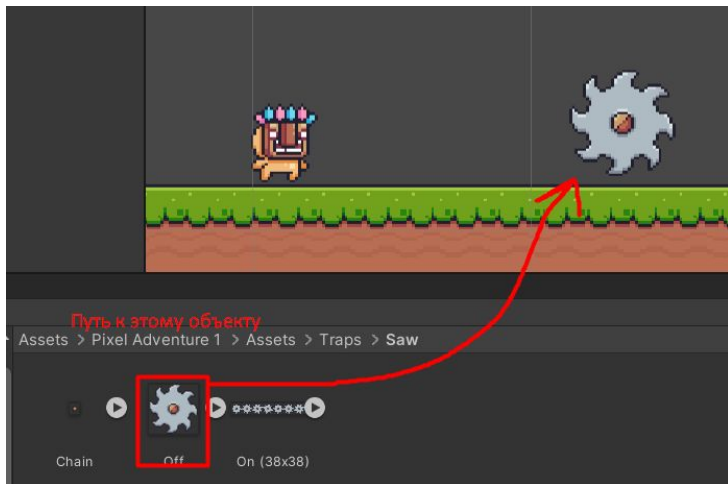 Путь к этому объекту
Assets > Pixel Adventure 1 > Assets > Traps > Saw
Chain
Off
On (38x38)